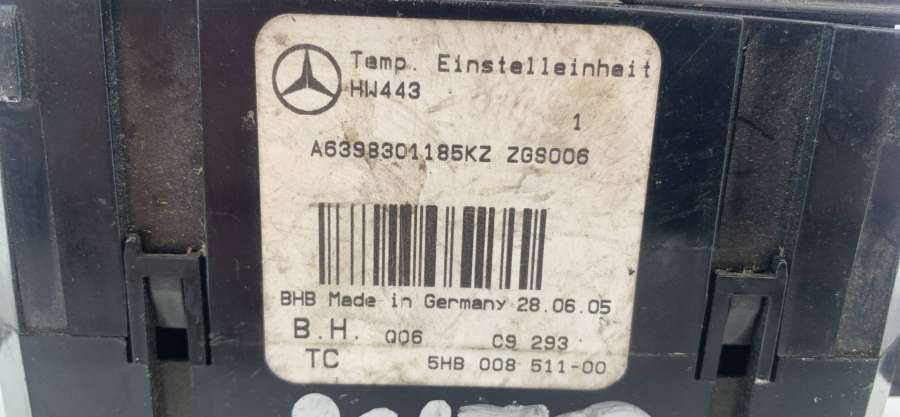 Temp. Einstelleinheit
HW443
1
A6398301185KZ ZGS006
BHB Made in Germany 28.06.05
B.H. Q06 C9 293
TC 5HB 008 511-00